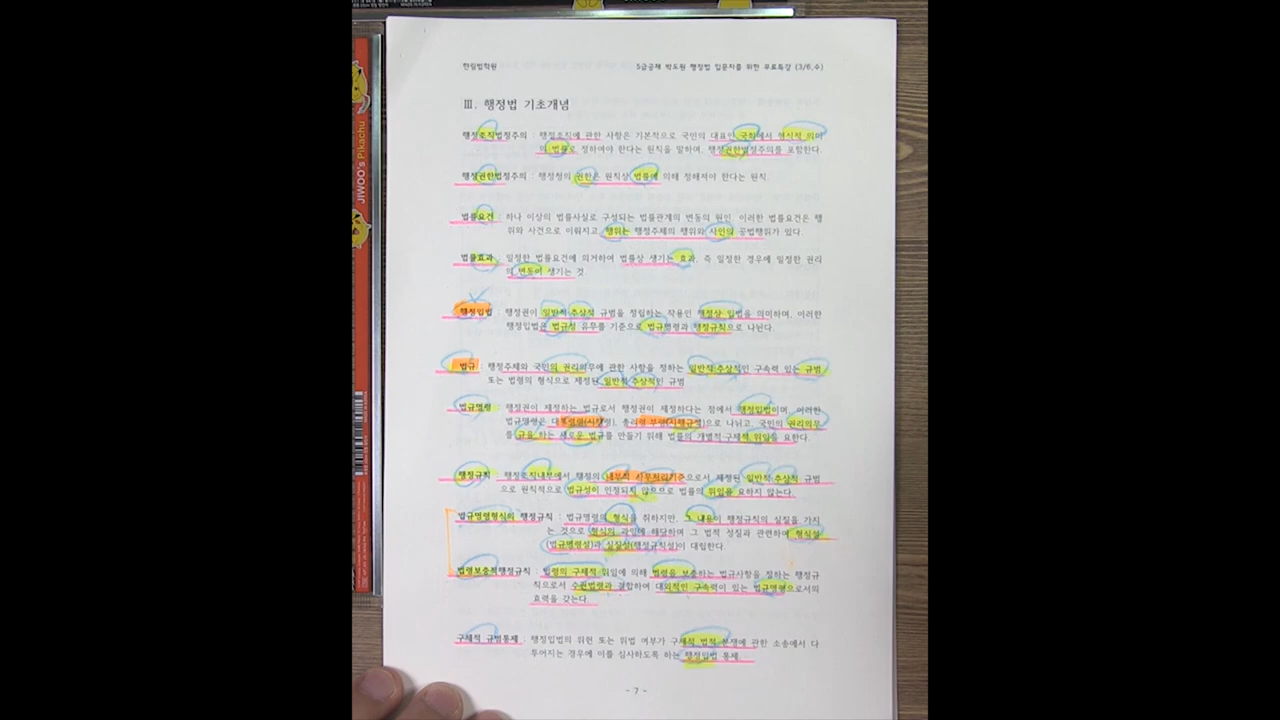 JIWOO's Pikachu
한림법학원 5급공채 박도원 행정법 입문자를 위한 무료특강 (3/6,수)
Ⅲ. 행정법 기초개념
행정조직법정주의 : 행정조직에 관한 사항은 기본적으로 국민의 대표인 국회에서 형식적 의미
의 법률로 정하여야 한다는 원칙을 말하며, 행정권한법정주의를 포함한다.
행정권한법정주의 : 행정청의 권한은 원칙상 법률에 의해 정해져야 한다는 원칙
법률요건 : 하나 이상의 법률사실로 구성되는 법률관계의 변동의 원인. 이러한 법률요건은 행
위와 사건으로 이뤄지고, 행위는 행정주체의 행위와 사인의 공법행위가 있다.
법률효과 : 일정한 법률요건에 의거하여 법률상 생기는 효과, 즉 일정한 경우에 일정한 권리
의 변동이 생기는 것.
행정입법 : 행정권이 일반적·추상적 규범을 정립하는 작용인 행정상 입법을 의미하며, 이러한
행정입법은 법규성 유무를 기준으로 법규명령과 행정규칙으로 나뉜다.
법규 : 행정주체와 국민의 권리의무에 관한 사항을 정하는 일반적·추상적인 구속력 있는 규범
또는 법령의 형식으로 제정된 일반적·추상적인 규범
법규명령 : 행정권이 제정하는 법규로서 행정권이 제정하다는 점에서 행정입법이며, 이러한
법규명령은 대통령령(시행령), 총리령·부령(시행규칙)으로 나뉘고, 국민의 권리의무
를 규율 하는 새로운 법규를 만들기 위해 법률의 개별적·구체적 위임을 요한다.
행정규칙 : 행정조직내부에서 행정의 내부적 사무처리기준으로서 제정된 일반적·추상적 규범
으로 원칙적으로 법규성이 인정되지 않으므로 법률의 위임을 요하지 않는다.
법규명령형식의 행정규칙 : 법규명령의 형식을 취하지만, 그 내용이 행정규칙의 실질을 가지
는 것으로 형식의 과잉에 해당하며 그 법적 성질과 관련하여 형식설
(법규명령설)과 실질설(행정규칙설)이 대립한다.
법령보충적행정규칙 : 법령의 구체적 위임에 의해 법령을 보충하는 법규사항을 정하는 행정규
칙으로서 수권법령과 결합하여 대외적인 구속력이 있는 법규명령으로서의
효력을 갖는다.
구체적 규범통제 : 행정입법의 위헌 또는 위법 여부가 구체적 법적 분쟁에 관한 소송에서 다
투어지는 경우에 이를 심사하도록 하는 행정입법 통제
- 7 -